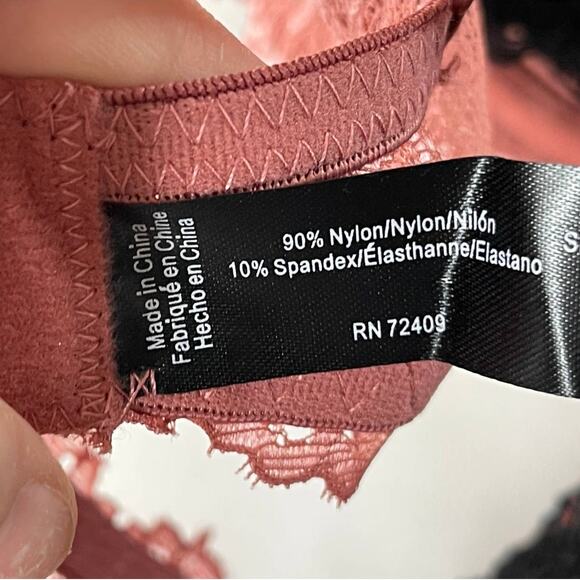 Made in China
Fabriqué en Chine
Hecho en China
90% Nylon/Nylon/Nilón
10% Spandex/Élasthanne/Elastano
RN 72409
S